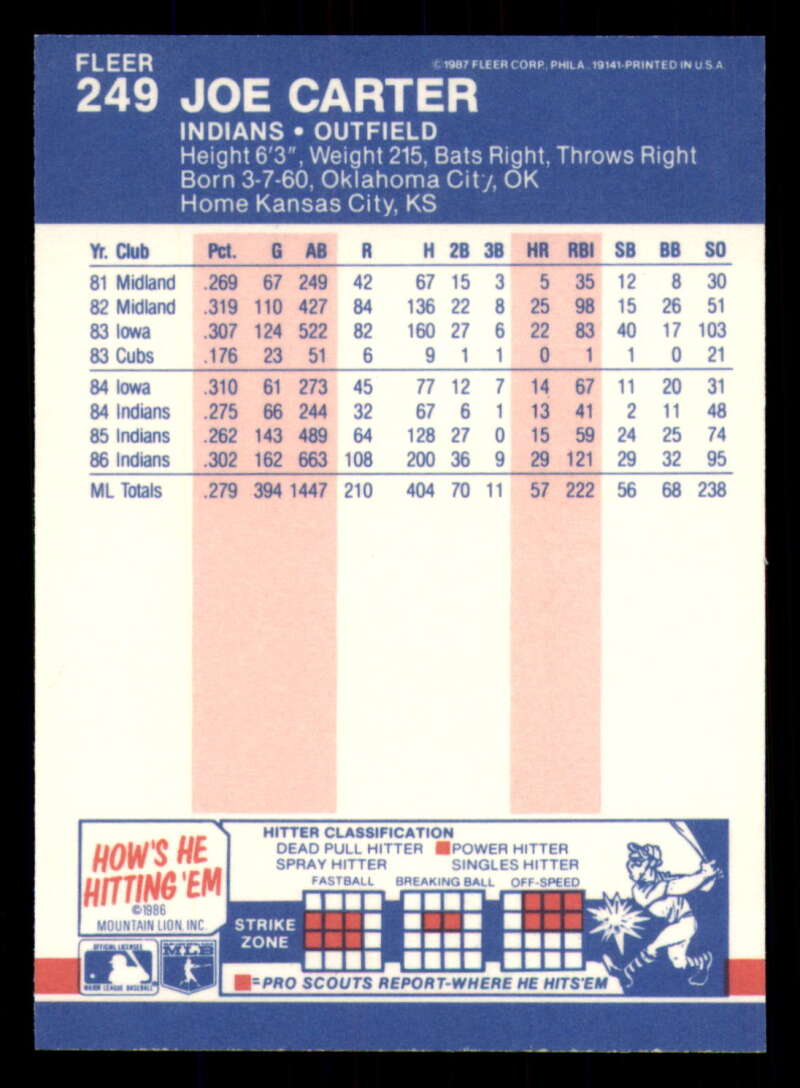 FLEER
©1987 FLEER CORP., PHILA. 19141-PRINTED IN U.S.A.
249 JOE CARTER
INDIANS • OUTFIELD
Height 6'3", Weight 215, Bats Right, Throws Right
Born 3-7-60, Oklahoma City, OK
Home Kansas City, KS
Yr. Club Pct. G AB R H 2B 3B HR RBI SB BB SO
81 Midland .269 67 249 42 67 15 3 5 35 12 8 30
82 Midland .319 110 427 84 136 22 8 25 98 15 26 51
83 Iowa .307 124 522 82 160 27 6 22 83 40 17 103
83 Cubs .176 23 51 6 9 1 1 0 1 1 0 21
84 Iowa .310 61 273 45 77 12 7 14 67 11 20 31
84 Indians .275 66 244 32 67 6 1 13 41 2 11 48
85 Indians .262 143 489 64 128 27 0 15 59 24 25 74
86 Indians .302 162 663 108 200 36 9 29 121 29 32 95
ML Totals .279 394 1447 210 404 70 11 57 222 56 68 238
HOW'S HE
HITTING 'EM
©1986
MOUNTAIN LION, INC.
HITTER CLASSIFICATION
DEAD PULL HITTER POWER HITTER
SPRAY HITTER SINGLES HITTER
FASTBALL BREAKING BALL OFF-SPEED
STRIKE
ZONE
OFFICIAL LICENSEE
MAJOR LEAGUE BASEBALL
MLB
=PRO SCOUTS REPORT-WHERE HE HITS'EM